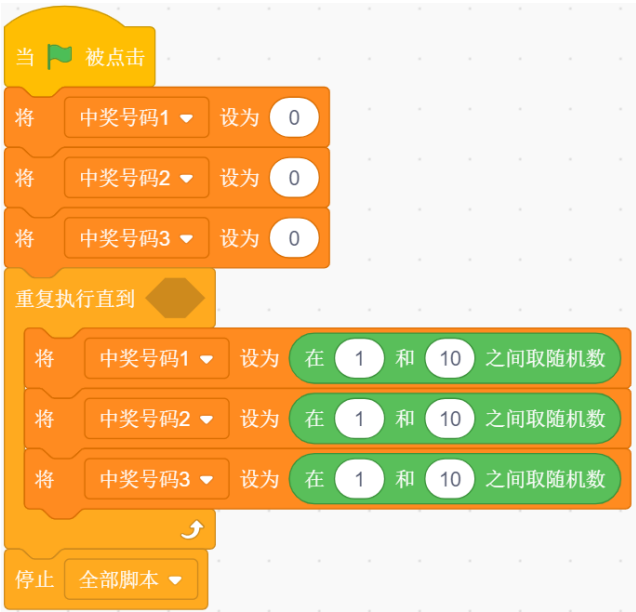 当 被点击
将 中奖号码1 设为 0
将 中奖号码2 设为 0
将 中奖号码3 设为 0
重复执行直到
将 中奖号码1 设为 在 1 和 10 之间取随机数
将 中奖号码2 设为 在 1 和 10 之间取随机数
将 中奖号码3 设为 在 1 和 10 之间取随机数
停止 全部脚本